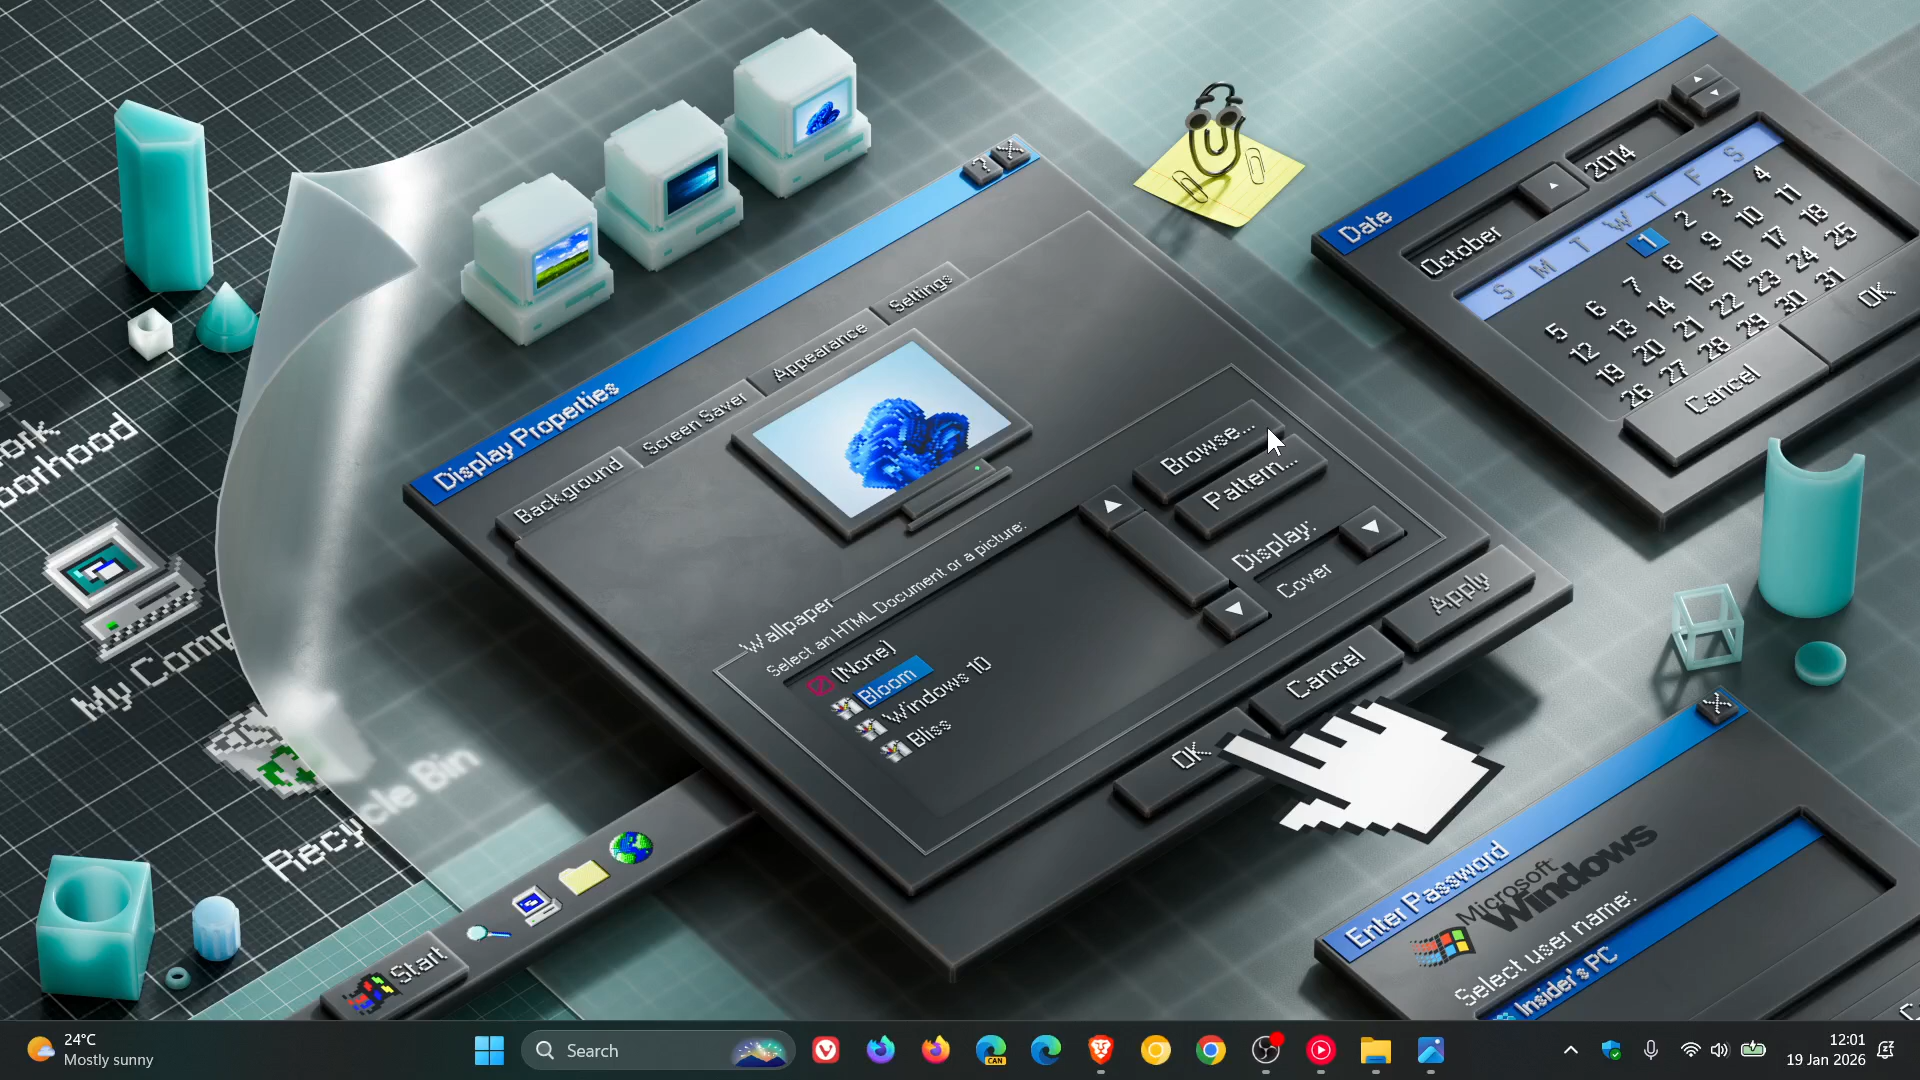 Display Properties
?
Background
Screen Saver
Appearance
Settings
Wallpaper
Select an HTML Document or a picture:
(None)
Bloom
Windows 10
Bliss
Browse...
Pattern...
Display:
Cover
OK
Cancel
Apply
Date
October
2014
S M T W T F S
1 2 3 4
5 6 7 8 9 10 11
12 13 14 15 16 17 18
19 20 21 22 23 24 25
26 27 28 29 30 31
Cancel
OK
My Comp
Recycle Bin
Start
Enter Password
Microsoft
Windows
Select user name:
Insider's PC
24°C
Mostly sunny
Search
CAN
12:01
19 Jan 2026